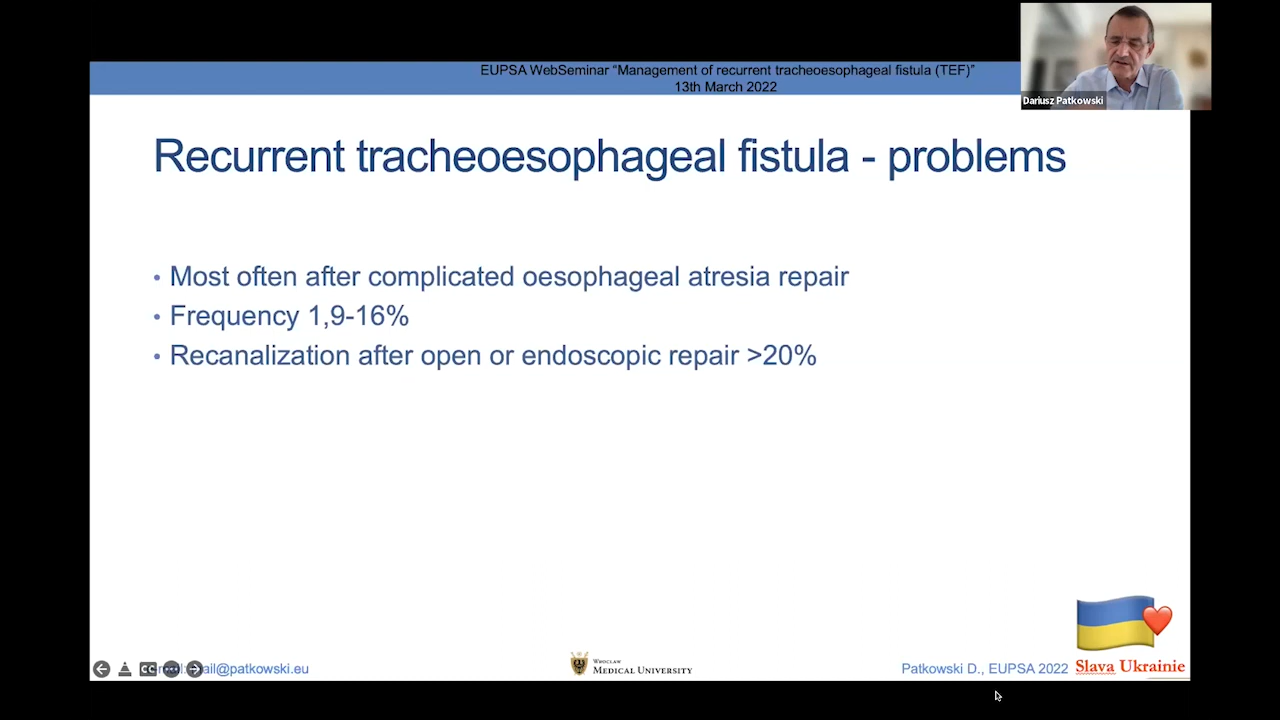 EUPSA WebSeminar “Management of recurrent tracheoesophageal fistula (TEF)”
13th March 2022
Dariusz Patkowski
Recurrent tracheoesophageal fistula - problems
• Most often after complicated oesophageal atresia repair
• Frequency 1,9-16%
• Recanalization after open or endoscopic repair >20%
ail@patkowski.eu
WROCLAW
MEDICAL UNIVERSITY
Patkowski D., EUPSA 2022
Slava Ukrainie